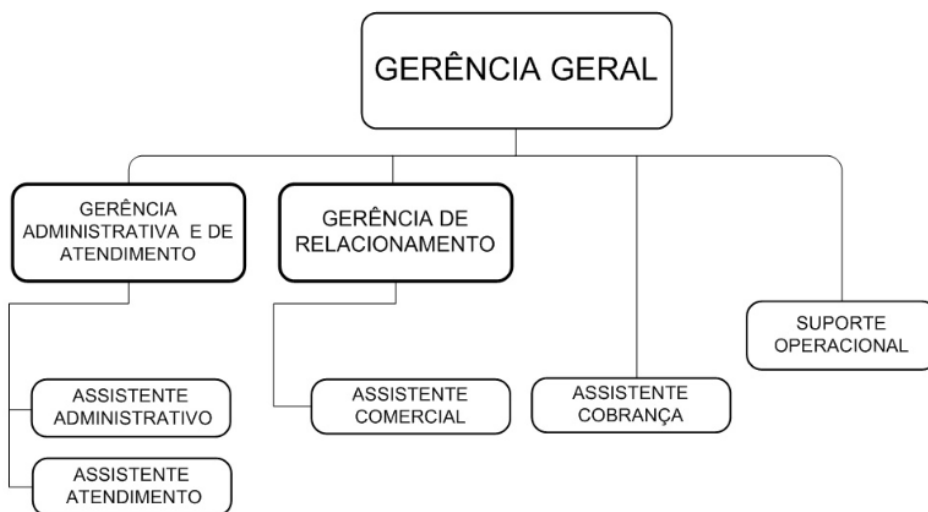 GERÊNCIA GERAL
GERÊNCIA
ADMINISTRATIVA E DE
ATENDIMENTO
GERÊNCIA DE
RELACIONAMENTO
SUPORTE
OPERACIONAL
ASSISTENTE
ADMINISTRATIVO
ASSISTENTE
COMERCIAL
ASSISTENTE
COBRANÇA
ASSISTENTE
ATENDIMENTO